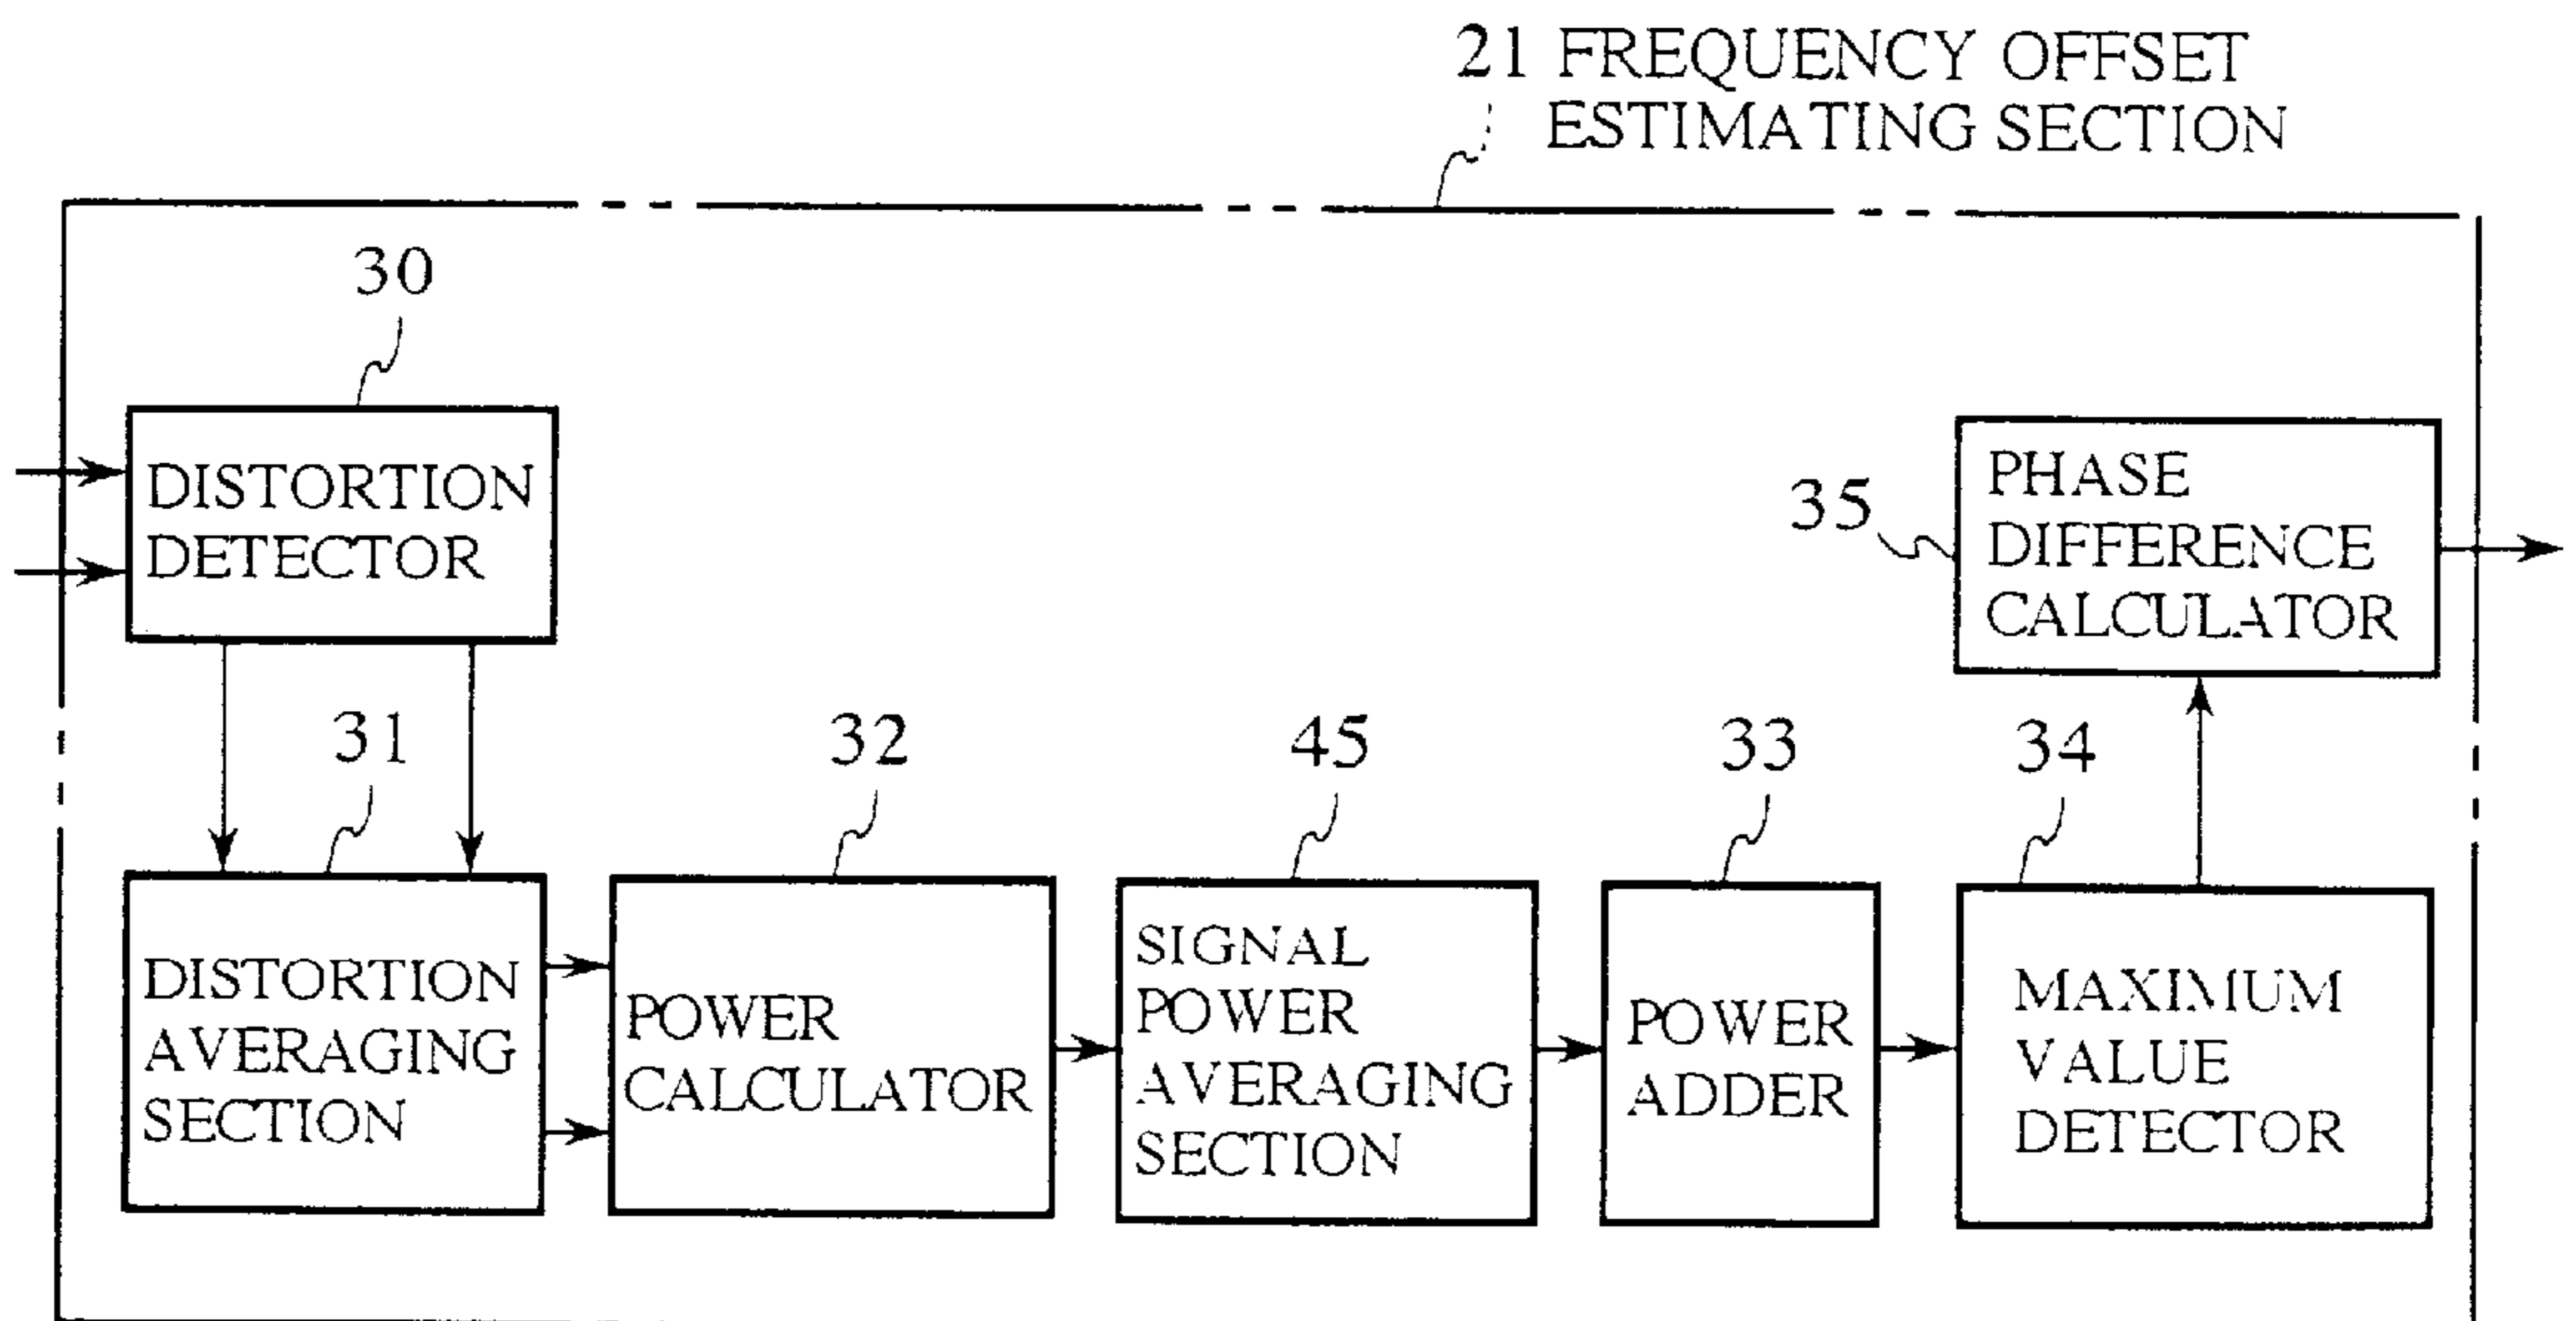 21 FREQUENCY OFFSET
ESTIMATING SECTION
30
DISTORTION
DETECTOR
35
PHASE
DIFFERENCE
CALCULATOR
31
DISTORTION
AVERAGING
SECTION
32
POWER
CALCULATOR
45
SIGNAL
POWER
AVERAGING
SECTION
33
POWER
ADDER
34
MAXIMUM
VALUE
DETECTOR